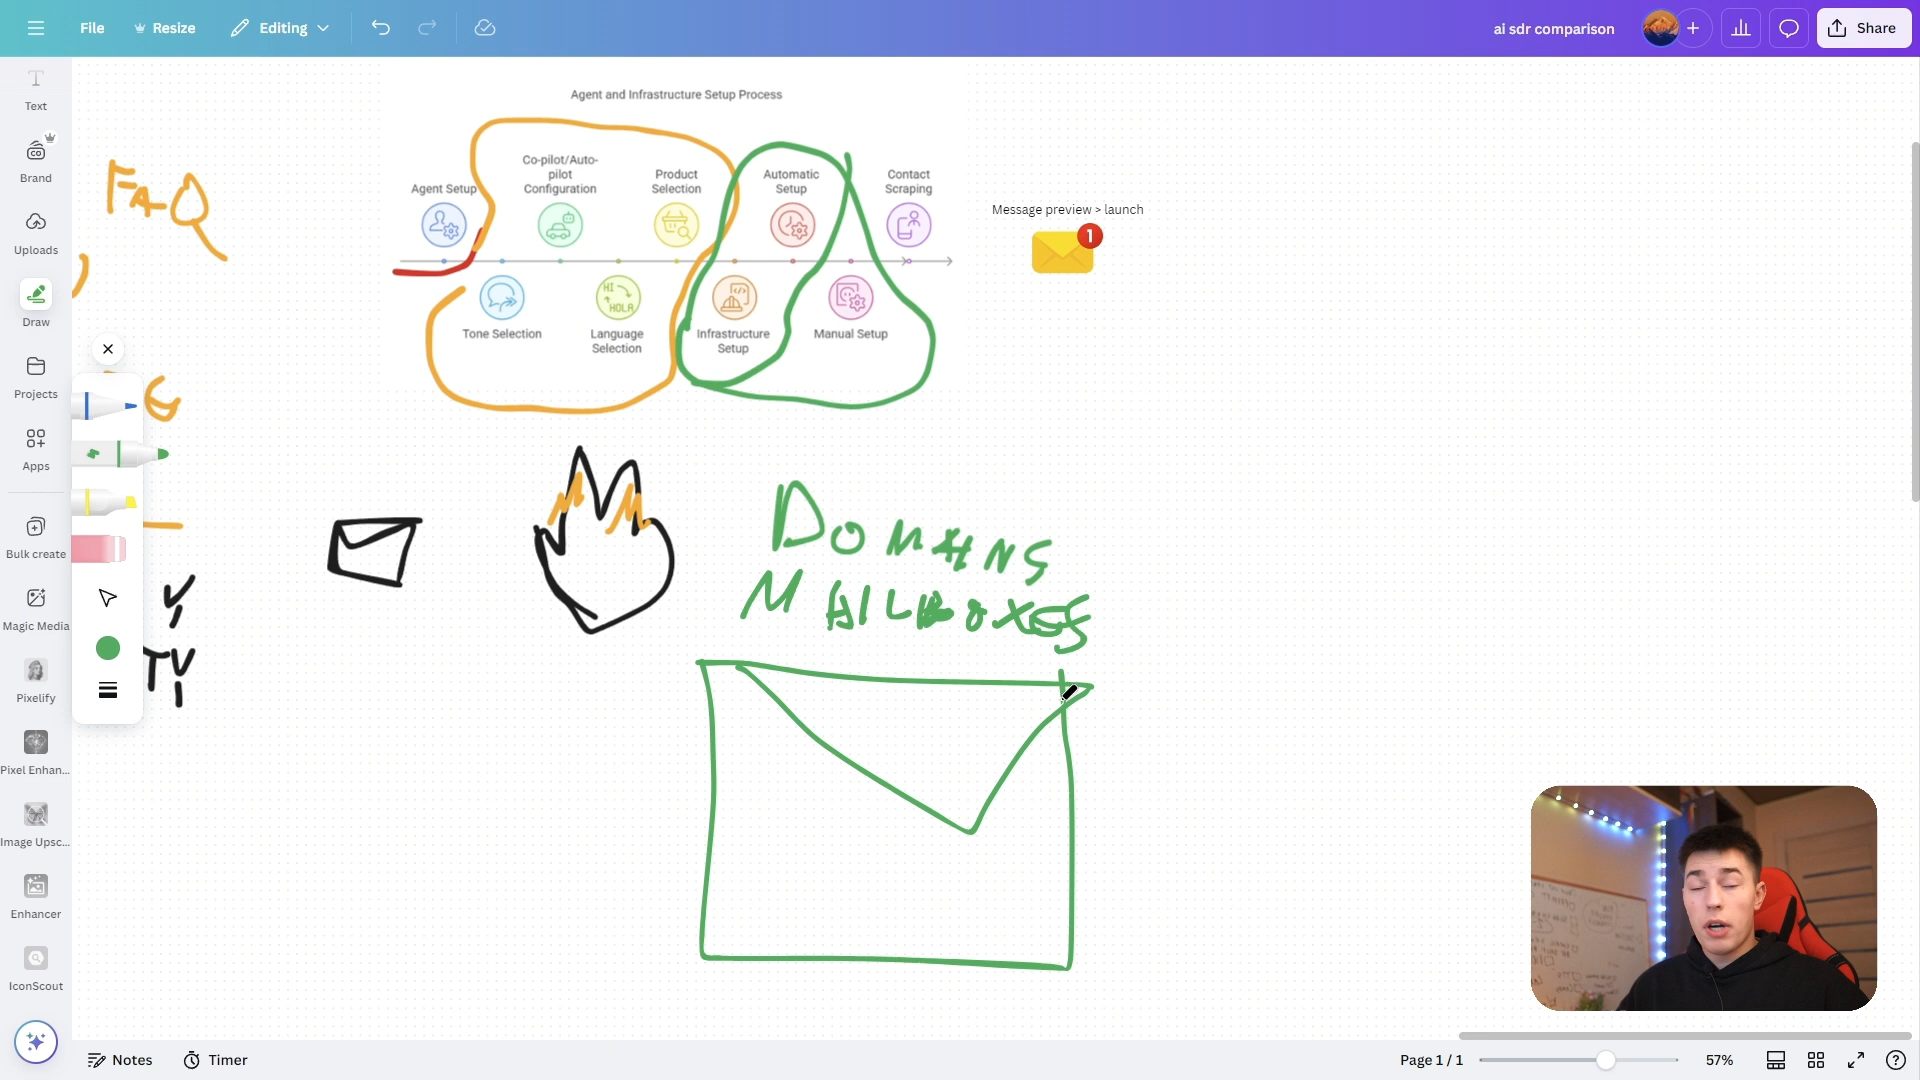 File
Resize
Editing
ai sdr comparison
Share
Text
Brand
Uploads
Draw
Projects
Apps
Bulk create
Magic Media
Pixelify
Pixel Enhan...
Image Upsc...
Enhancer
IconScout
FAQ
Agent and Infrastructure Setup Process
Agent Setup
Co-pilot/Auto-
pilot
Configuration
Product
Selection
Automatic
Setup
Contact
Scraping
HI
HOLA
Tone Selection
Language
Selection
Infrastructure
Setup
Manual Setup
Message preview > launch
1
DOMAINS
MAILBOXES
Notes
Timer
Page 1 / 1
57%